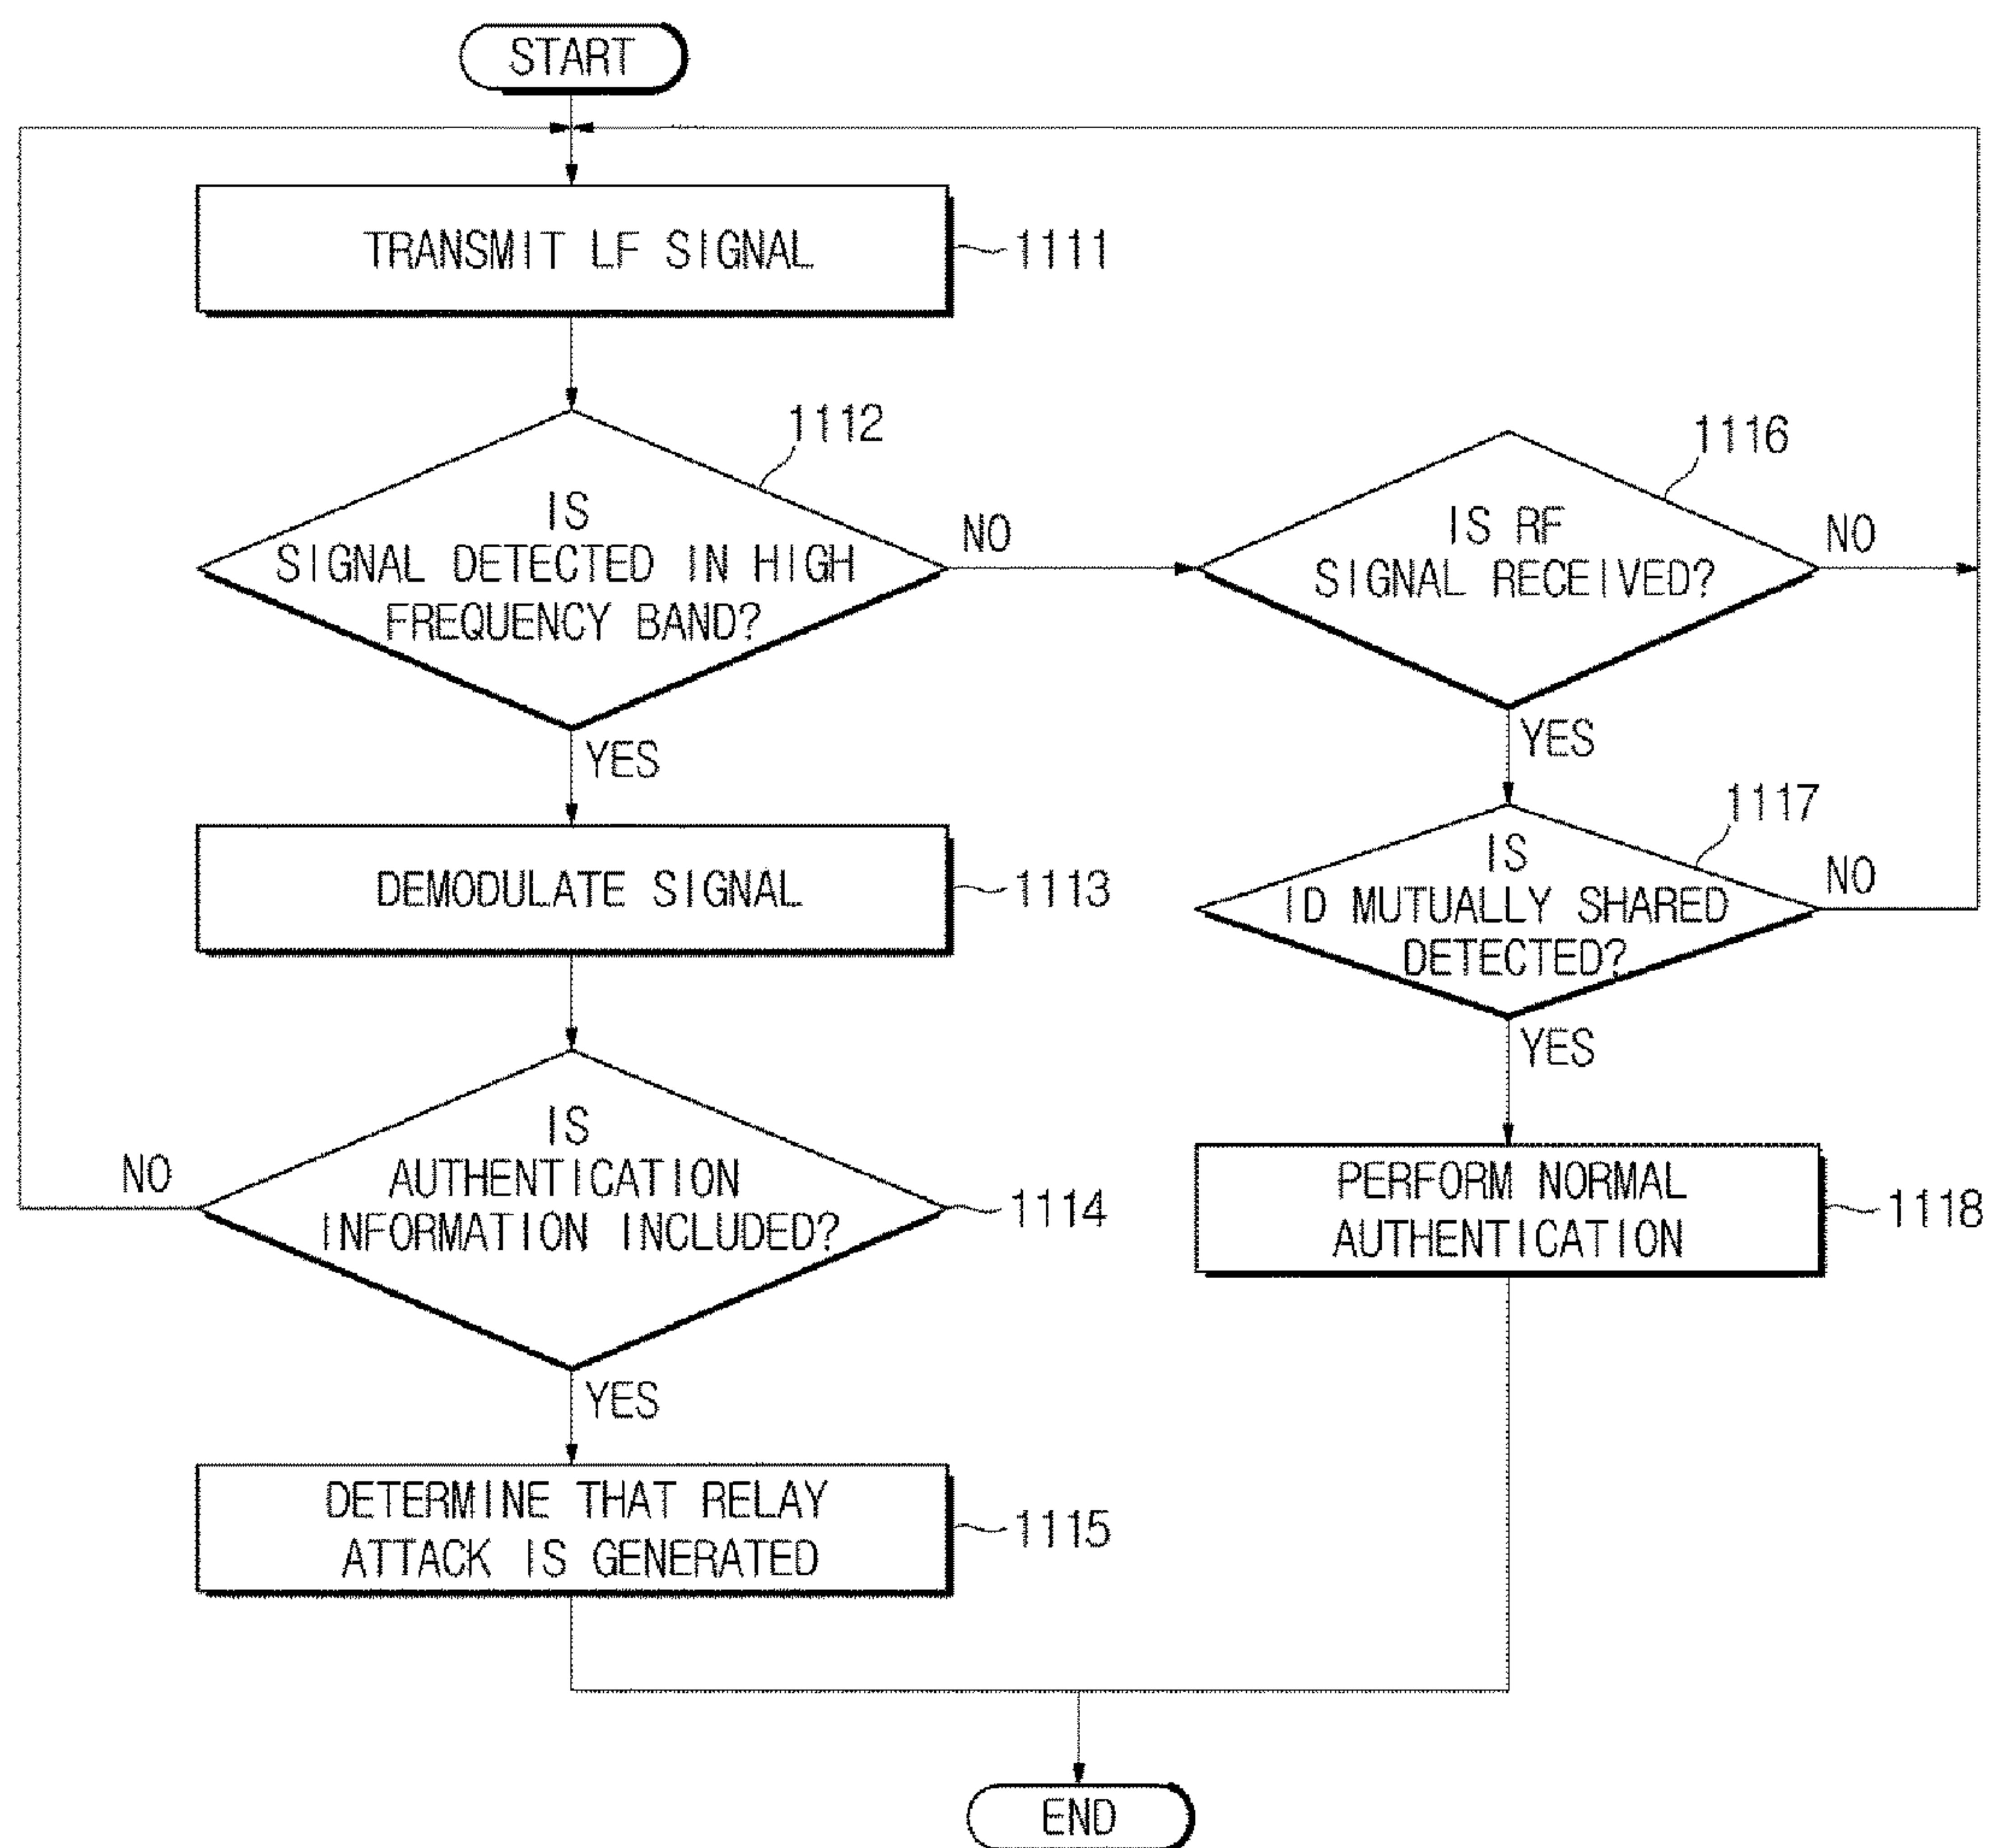 START
TRANSMIT LF SIGNAL
1111
1112
IS
SIGNAL DETECTED IN HIGH
FREQUENCY BAND?
NO
YES
1116
IS RF
SIGNAL RECEIVED?
NO
YES
DEMODULATE SIGNAL
1113
1117
IS
ID MUTUALLY SHARED
DETECTED?
NO
YES
IS
AUTHENTICATION
INFORMATION INCLUDED?
1114
NO
YES
PERFORM NORMAL
AUTHENTICATION
1118
DETERMINE THAT RELAY
ATTACK IS GENERATED
1115
END